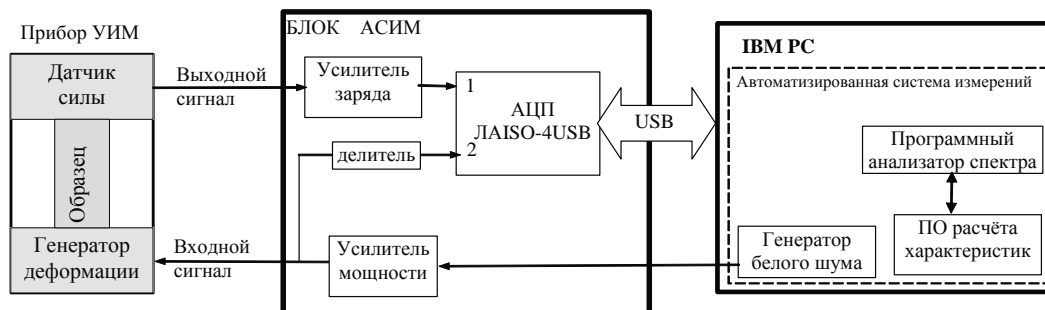 Прибор УИМ
Датчик
силы
Образец
Генератор
деформации
Выходной
сигнал
Входной
сигнал
БЛОК АСИМ
Усилитель
заряда
делитель
Усилитель
мощности
1
2
АЦП
ЛАISO-4USB
USB
IBM PC
Автоматизированная система измерений
Программный
анализатор спектра
ПО расчёта
характеристик
Генератор
белого шума